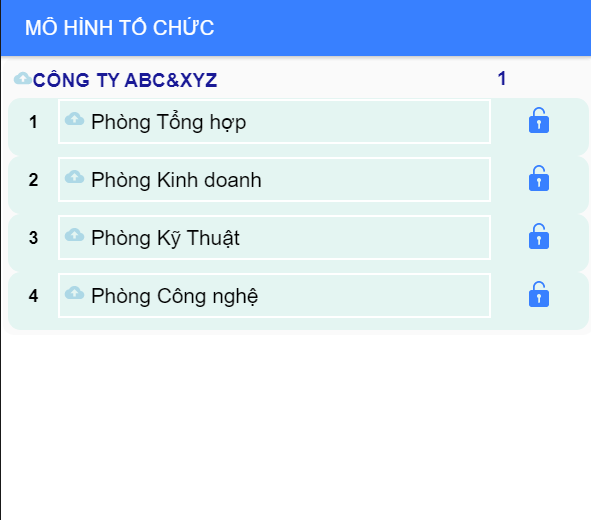 MÔ HÌNH TỔ CHỨC
CÔNG TY ABC&XYZ 1
1 Phòng Tổng hợp
2 Phòng Kinh doanh
3 Phòng Kỹ Thuật
4 Phòng Công nghệ